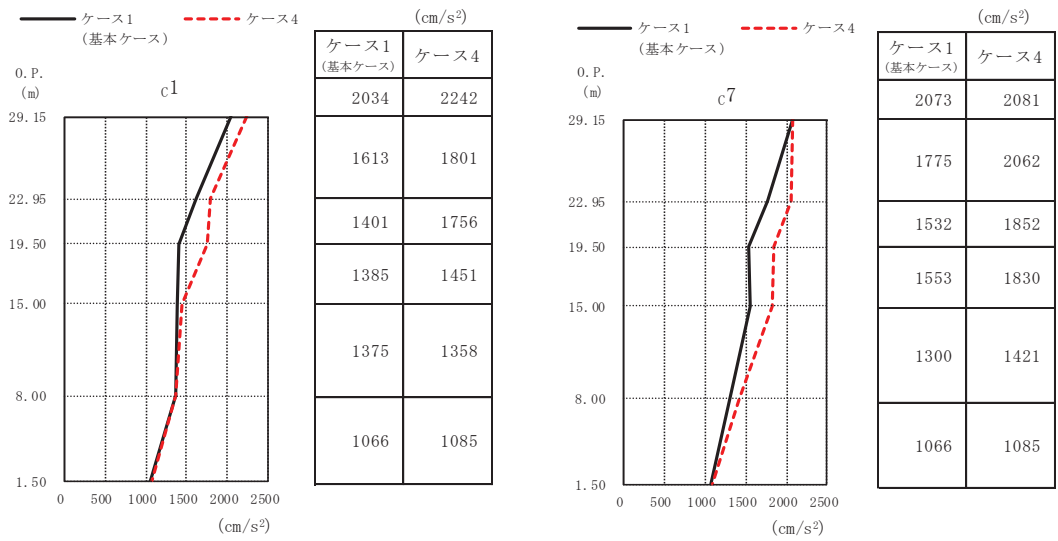 ケース1 ケース4
(基本ケース)
(cm/s²)
O.P.
(m)
C1
29.15
22.95
19.50
15.00
8.00
1.50
0 500 1000 1500 2000 2500
(cm/s²)
ケース1 ケース4
(基本ケース)
2034 2242
1613 1801
1401 1756
1385 1451
1375 1358
1066 1085
ケース1 ケース4
(基本ケース)
(cm/s²)
O.P.
(m)
C7
29.15
22.95
19.50
15.00
8.00
1.50
0 500 1000 1500 2000 2500
(cm/s²)
ケース1 ケース4
(基本ケース)
2073 2081
1775 2062
1532 1852
1553 1830
1300 1421
1066 1085